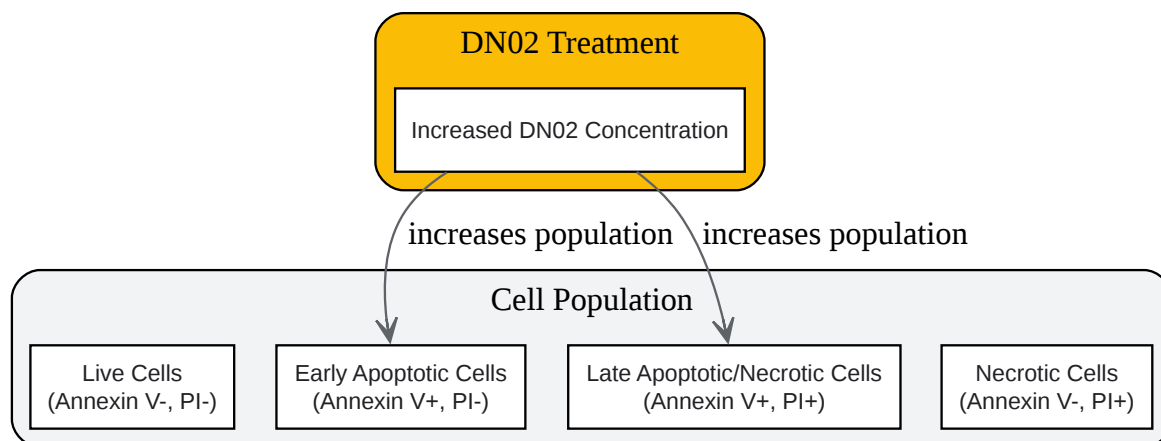 DN02 Treatment
Increased DN02 Concentration
increases population
increases population
Cell Population
Live Cells
(Annexin V-, PI-)
Early Apoptotic Cells
(Annexin V+, PI-)
Late Apoptotic/Necrotic Cells
(Annexin V+, PI+)
Necrotic Cells
(Annexin V-, PI+)